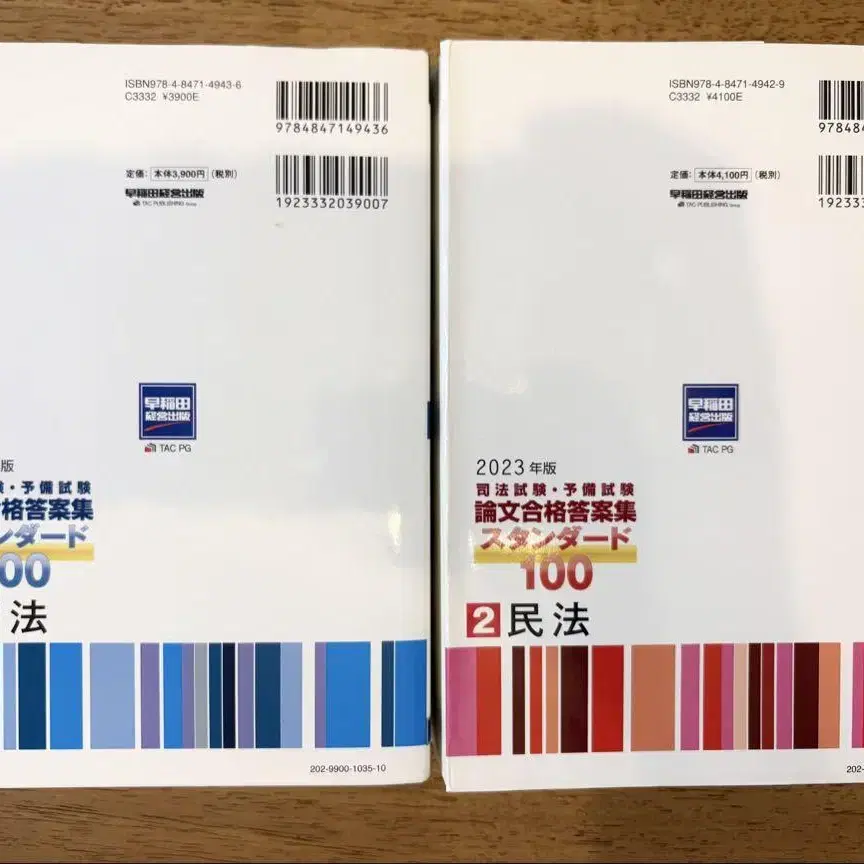 ISBN978-4-8471-4943-6
C3332 ¥3900E
9784847149436
定価: 本体3,900円 (税別)
早稲田経営出版
TAC PUBLISHING Group
1923332039007
早稲田
経営出版
TAC PG
版
・予備試験
格答案集
ンダード
00
法
202-9900-1035-10
ISBN978-4-8471-4942-9
C3332 ¥4100E
97848
定価: 本体4,100円 (税別)
早稲田経営出版
TAC PUBLISHING Group
19233
早稲田
経営出版
TAC PG
2023年版
司法試験・予備試験
論文合格答案集
スタンダード
100
2 民法
202-